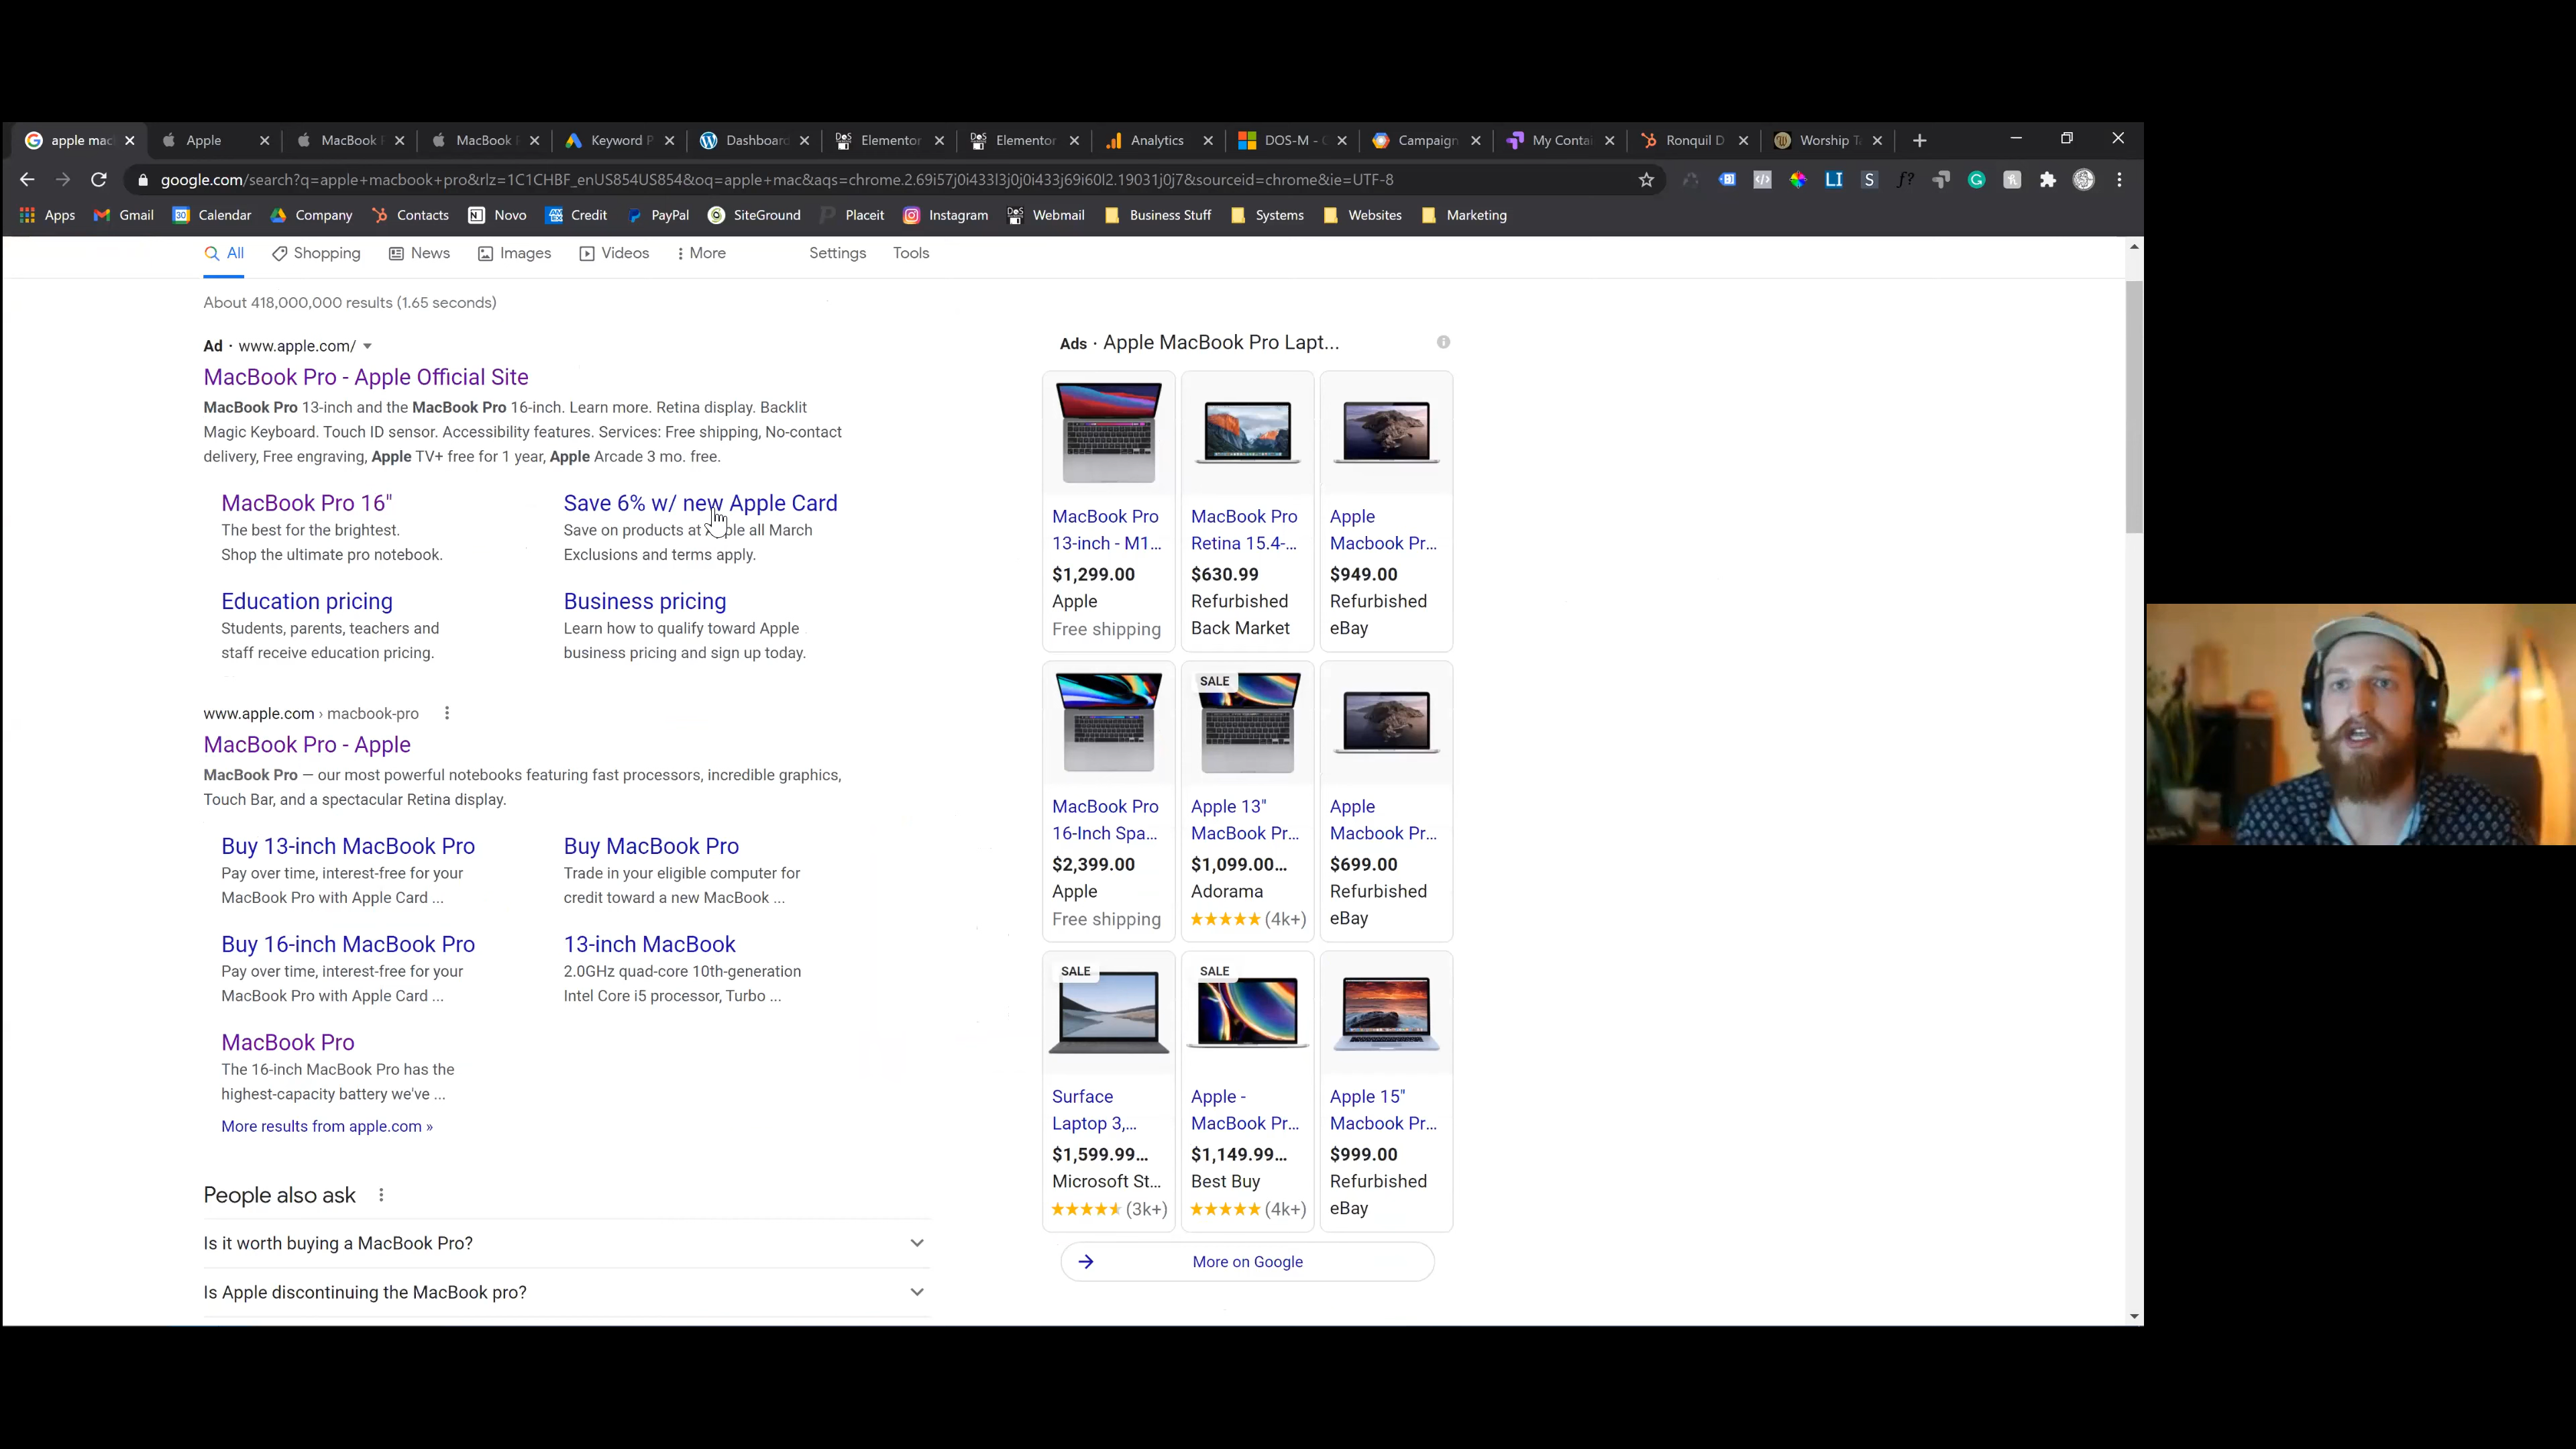 apple mac
Apple
MacBook
MacBook
Keyword P
Dashboard
Elementor
Elementor
Analytics
DOS-M -
Campaign
My Contai
Ronquil D
Worship T
google.com/search?q=apple+macbook+pro&rlz=1C1CHBF_enUS854US854&oq=apple+mac&aqs=chrome.2.69i57j0i433l3j0j0i433j69i60l2.19031j0j7&sourceid=chrome&ie=UTF-8
Apps Gmail Calendar Company Contacts Novo Credit PayPal SiteGround Placeit Instagram Webmail Business Stuff Systems Websites Marketing
All Shopping News Images Videos More Settings Tools
About 418,000,000 results (1.65 seconds)
Ad · www.apple.com/
MacBook Pro - Apple Official Site
MacBook Pro 13-inch and the MacBook Pro 16-inch. Learn more. Retina display. Backlit
Magic Keyboard. Touch ID sensor. Accessibility features. Services: Free shipping, No-contact
delivery, Free engraving, Apple TV+ free for 1 year, Apple Arcade 3 mo. free.
MacBook Pro 16"
The best for the brightest.
Shop the ultimate pro notebook.
Save 6% w/ new Apple Card
Save on products at Apple all March
Exclusions and terms apply.
Education pricing
Students, parents, teachers and
staff receive education pricing.
Business pricing
Learn how to qualify toward Apple
business pricing and sign up today.
www.apple.com › macbook-pro
MacBook Pro - Apple
MacBook Pro — our most powerful notebooks featuring fast processors, incredible graphics,
Touch Bar, and a spectacular Retina display.
Buy 13-inch MacBook Pro
Pay over time, interest-free for your
MacBook Pro with Apple Card ...
Buy MacBook Pro
Trade in your eligible computer for
credit toward a new MacBook ...
Buy 16-inch MacBook Pro
Pay over time, interest-free for your
MacBook Pro with Apple Card ...
13-inch MacBook
2.0GHz quad-core 10th-generation
Intel Core i5 processor, Turbo ...
MacBook Pro
The 16-inch MacBook Pro has the
highest-capacity battery we've ...
More results from apple.com »
People also ask
Is it worth buying a MacBook Pro?
Is Apple discontinuing the MacBook pro?
Ads · Apple MacBook Pro Lapt...
MacBook Pro
13-inch - M1...
$1,299.00
Apple
Free shipping
MacBook Pro
Retina 15.4-...
$630.99
Refurbished
Back Market
Apple
Macbook Pr...
$949.00
Refurbished
eBay
MacBook Pro
16-Inch Spa...
$2,399.00
Apple
Free shipping
SALE
Apple 13"
MacBook Pr...
$1,099.00...
Adorama
(4k+)
Apple
Macbook Pr...
$699.00
Refurbished
eBay
SALE
Surface
Laptop 3,...
$1,599.99...
Microsoft St...
(3k+)
SALE
Apple -
MacBook Pr...
$1,149.99...
Best Buy
(4k+)
Apple 15"
Macbook Pr...
$999.00
Refurbished
eBay
More on Google